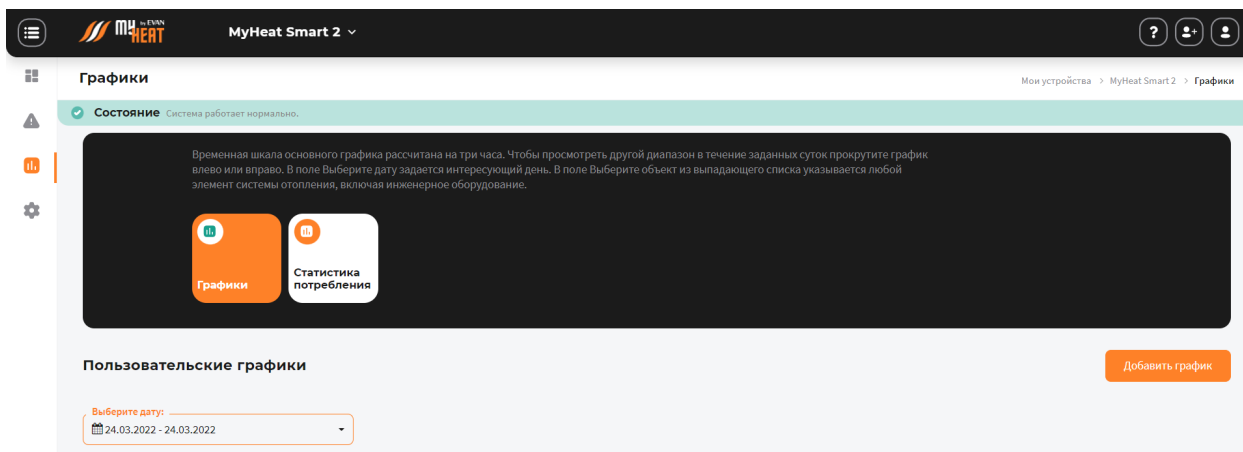 by EVAN
MY HEAT
MyHeat Smart 2
?
Графики
Мои устройства > MyHeat Smart 2 > Графики
Состояние Система работает нормально.
Временная шкала основного графика рассчитана на три часа. Чтобы просмотреть другой диапазон в течение заданных суток прокрутите график
влево или вправо. В поле Выберите дату задается интересующий день. В поле Выберите объект из выпадающего списка указывается любой
элемент системы отопления, включая инженерное оборудование.
Графики
Статистика
потребления
Пользовательские графики
Добавить график
Выберите дату:
24.03.2022 - 24.03.2022